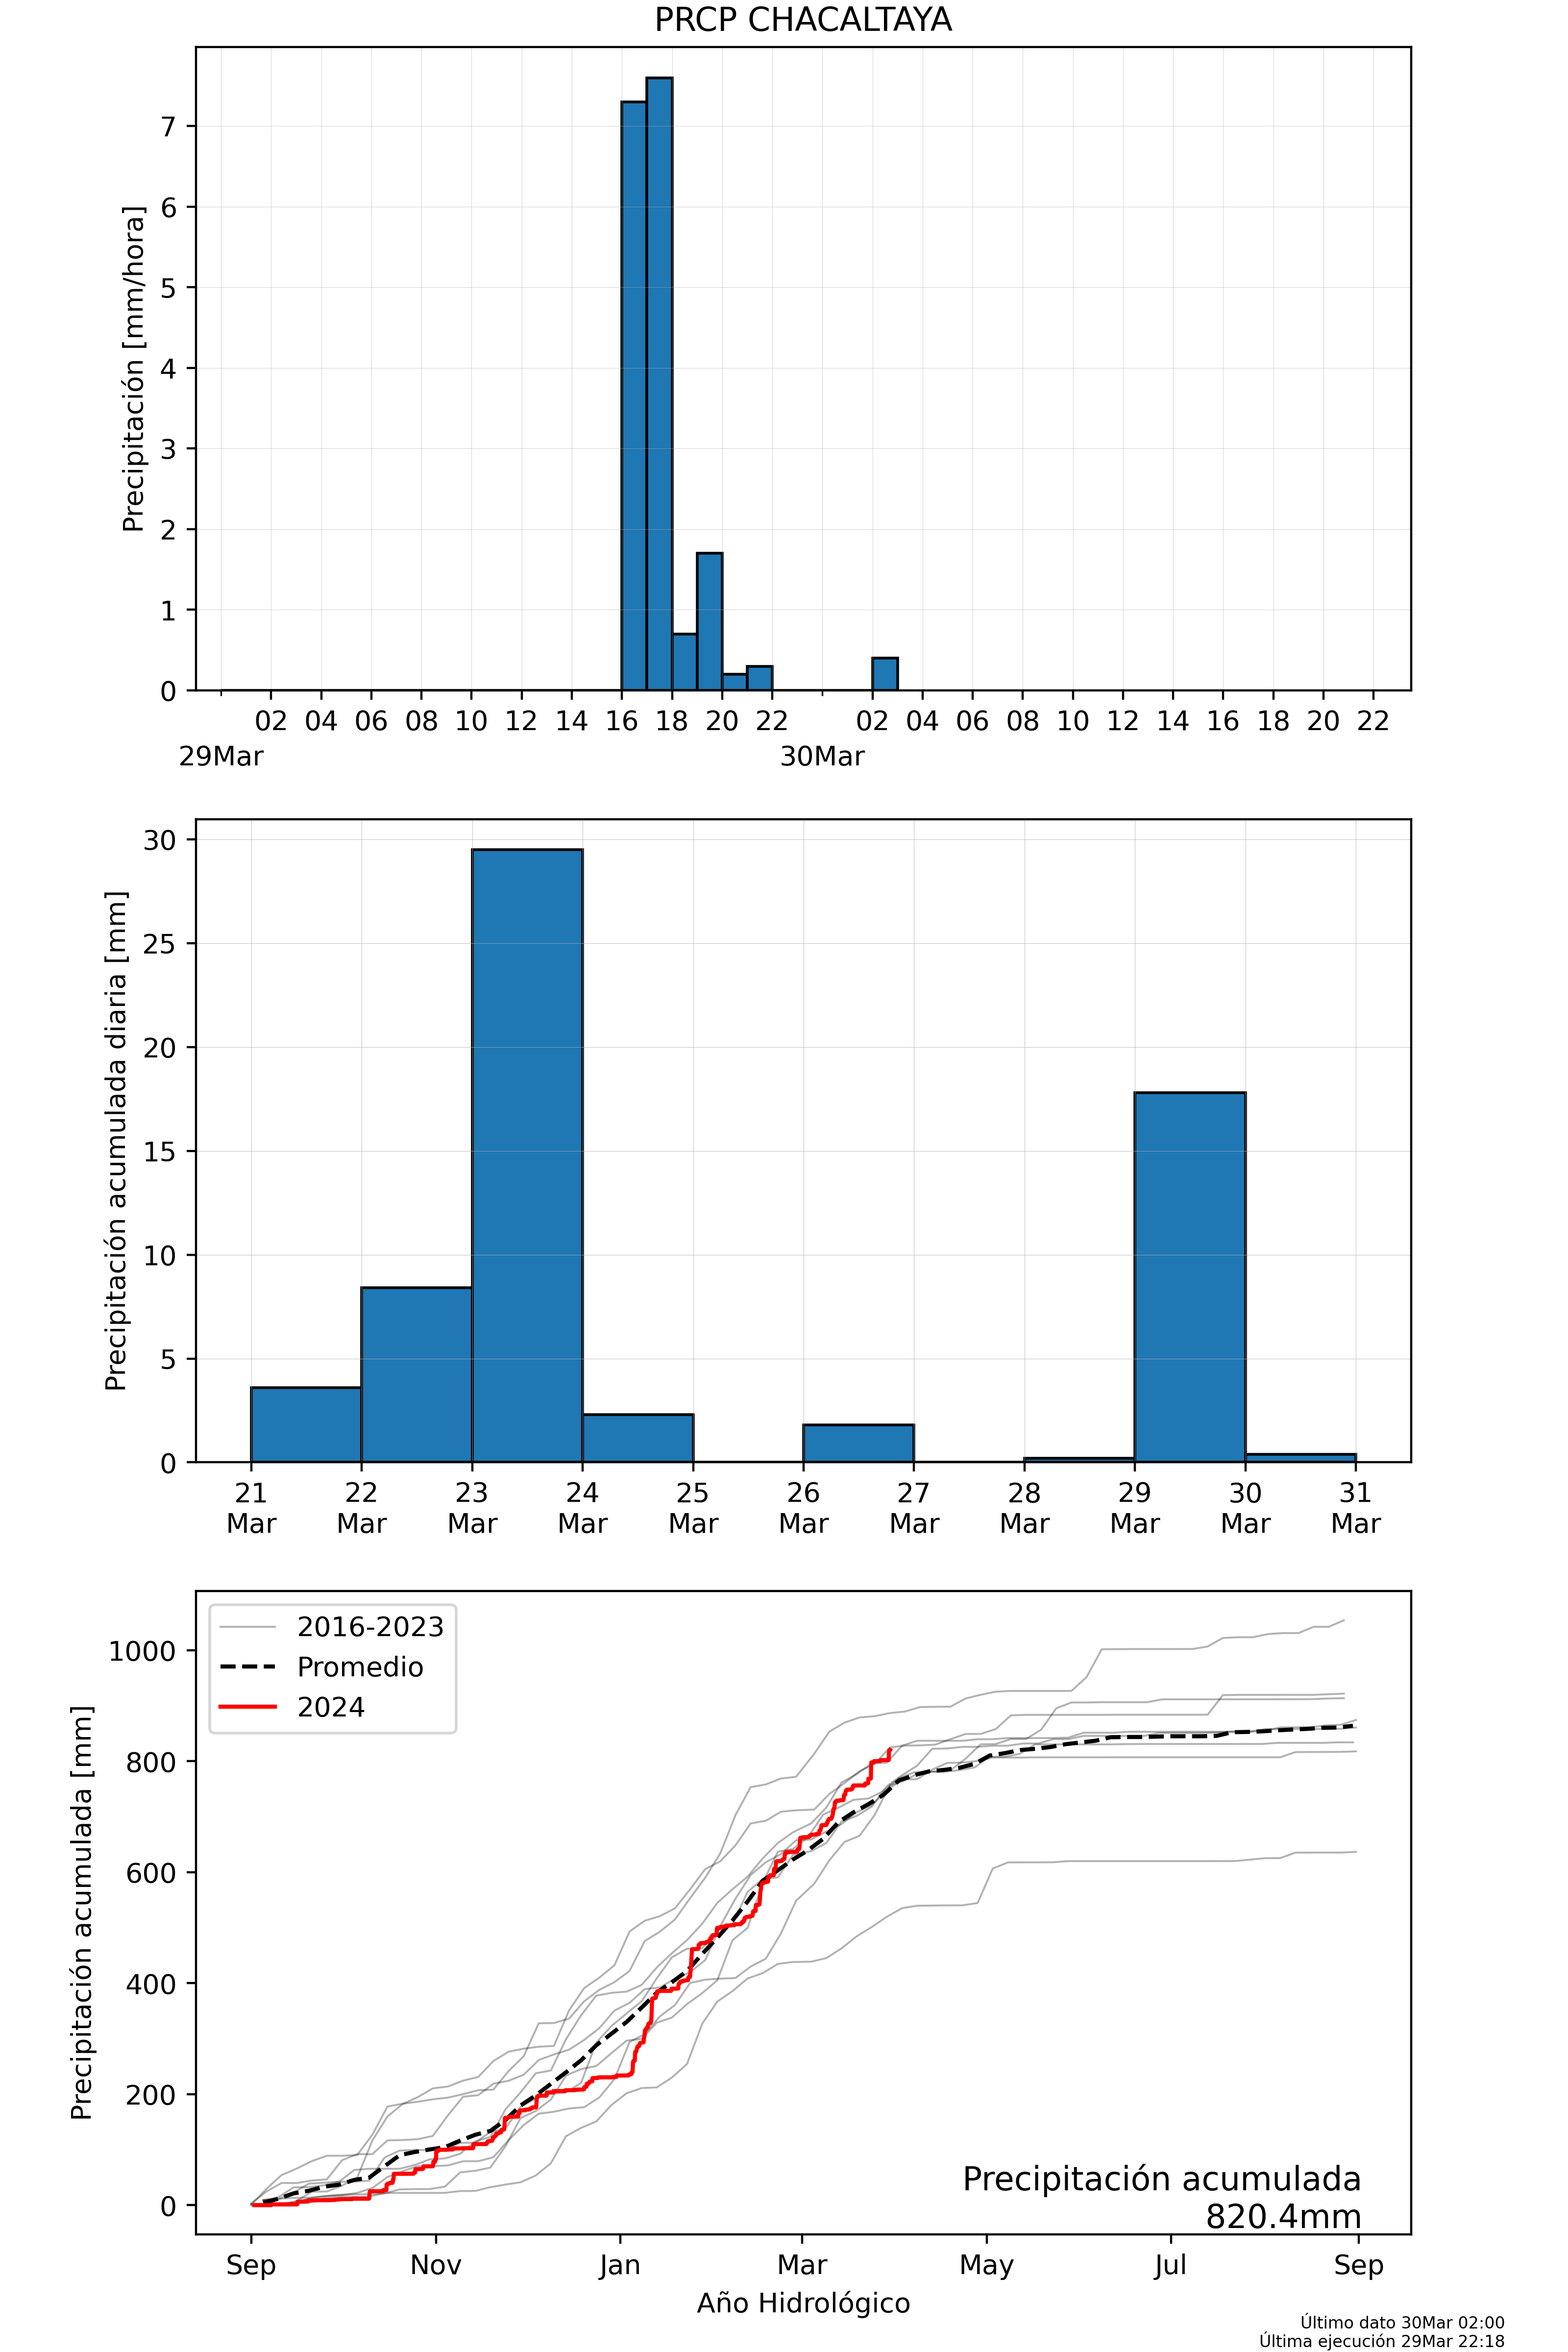 PRCP CHACALTAYA
Precipitación [mm/hora]
7
6
5
4
3
2
1
0
02 04 06 08 10 12 14 16 18 20 22 02 04 06 08 10 12 14 16 18 20 22
29Mar 30Mar
Precipitación acumulada diaria [mm]
30
25
20
15
10
5
0
21 22 23 24 25 26 27 28 29 30 31
Mar Mar Mar Mar Mar Mar Mar Mar Mar Mar Mar
Precipitación acumulada [mm]
1000
800
600
400
200
0
2016-2023
Promedio
2024
Precipitación acumulada
820.4mm
Sep Nov Jan Mar May Jul Sep
Año Hidrológico
Último dato 30Mar 02:00
Última ejecución 29Mar 22:18